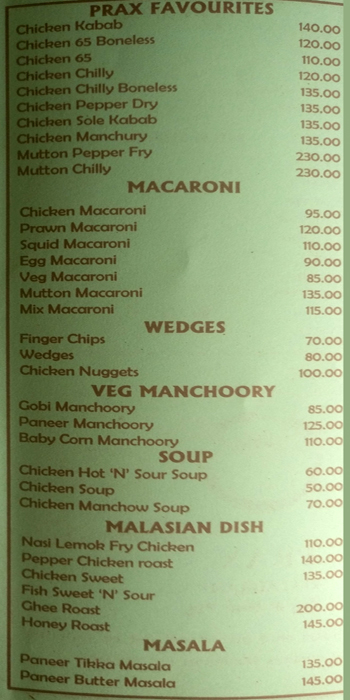 PRAX FAVOURITES
Chicken Kabab 140.00
Chicken 65 Boneless 120.00
Chicken 65 110.00
Chicken Chilly 120.00
Chicken Chilly Boneless 135.00
Chicken Pepper Dry 135.00
Chicken Sole Kabab 135.00
Chicken Manchury 135.00
Mutton Pepper Fry 230.00
Mutton Chilly 230.00
MACARONI
Chicken Macaroni 95.00
Prawn Macaroni 120.00
Squid Macaroni 110.00
Egg Macaroni 90.00
Veg Macaroni 85.00
Mutton Macaroni 135.00
Mix Macaroni 115.00
WEDGES
Finger Chips 70.00
Wedges 80.00
Chicken Nuggets 100.00
VEG MANCHOORY
Gobi Manchoory 85.00
Paneer Manchoory 125.00
Baby Corn Manchoory 110.00
SOUP
Chicken Hot 'N' Sour Soup 60.00
Chicken Soup 50.00
Chicken Manchow Soup 70.00
MALASIAN DISH
Nasi Lemok Fry Chicken 110.00
Pepper Chicken roast 140.00
Chicken Sweet 135.00
Fish Sweet 'N' Sour
Ghee Roast 200.00
Honey Roast 145.00
MASALA
Paneer Tikka Masala 135.00
Paneer Butter Masala 145.00